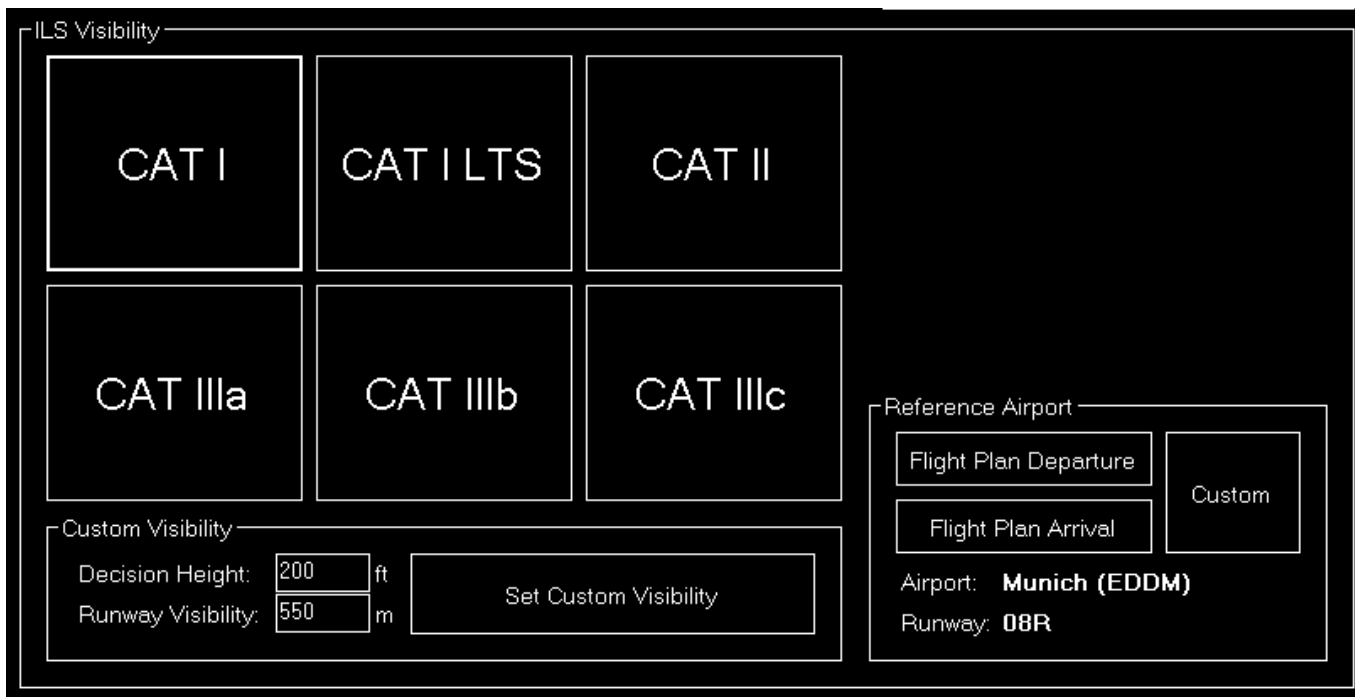 ILS Visibility
CAT I
CAT I LTS
CAT II
CAT IIIa
CAT IIIb
CAT IIIc
Custom Visibility
Decision Height: 200 ft
Runway Visibility: 550 m
Set Custom Visibility
Reference Airport
Flight Plan Departure
Flight Plan Arrival
Custom
Airport: Munich (EDDM)
Runway: 08R